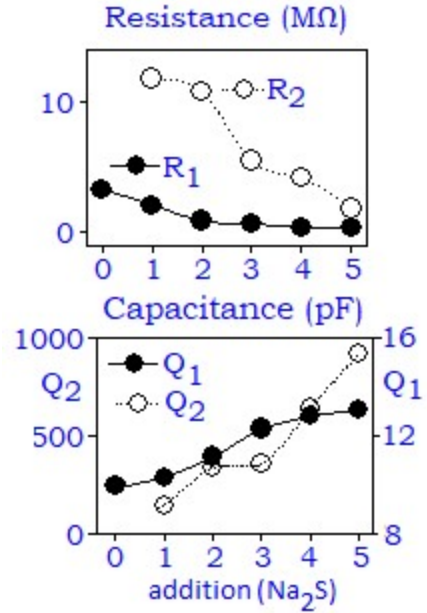 Resistance (MΩ)
10
0
R2
R1
0 1 2 3 4 5
Capacitance (pF)
1000
500
0
Q2
Q1
Q2
16
12
8
Q1
0 1 2 3 4 5
addition (Na2S)